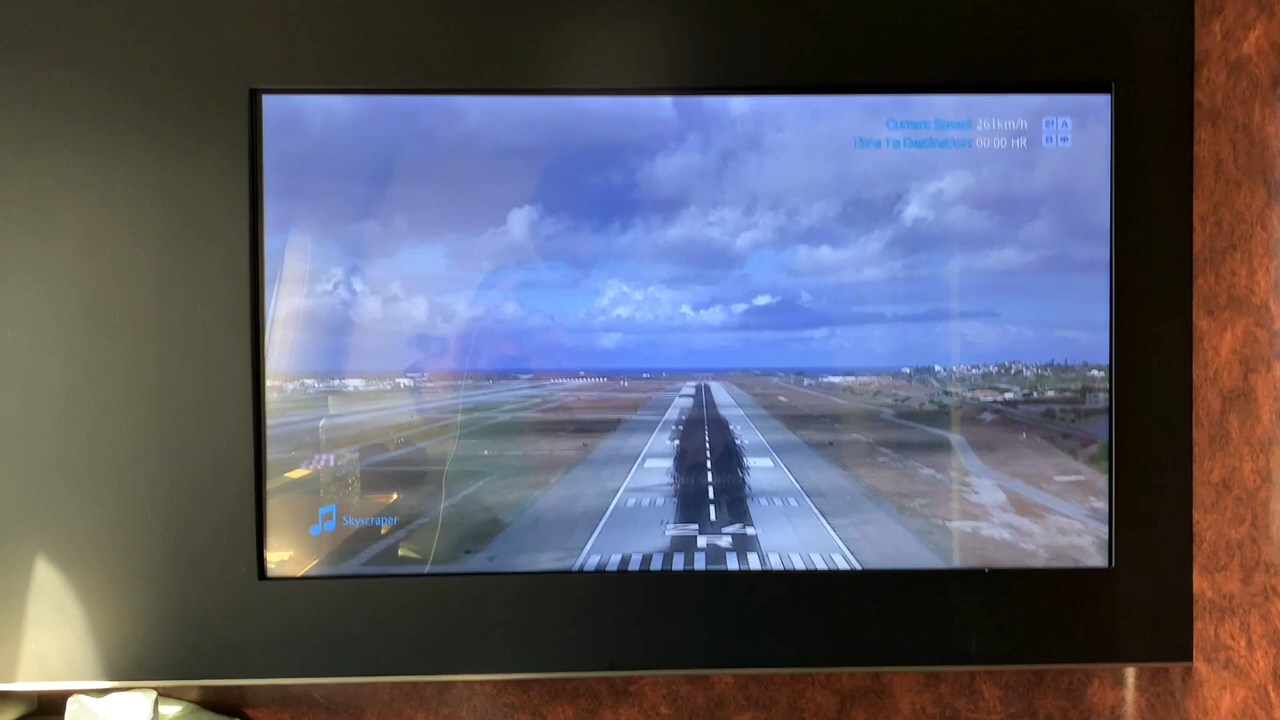 Current Speed: 261km/h
Time To Destination: 00:00 HR
Skyscraper